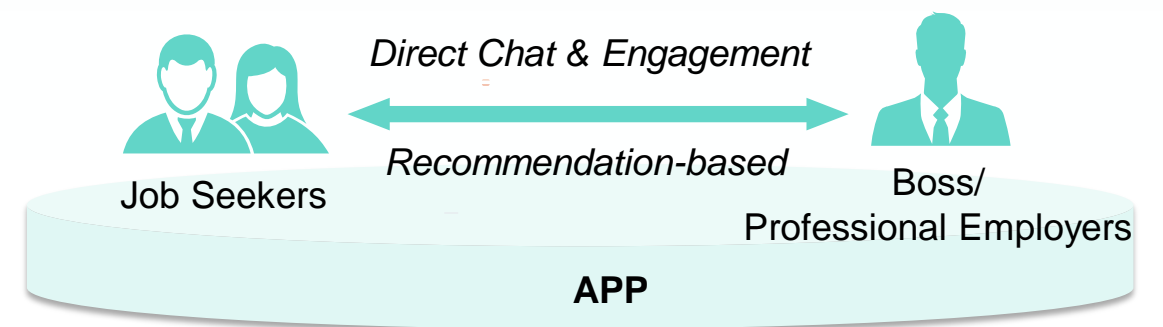 Direct Chat & Engagement
Recommendation-based
Job Seekers
Boss/
Professional Employers
APP